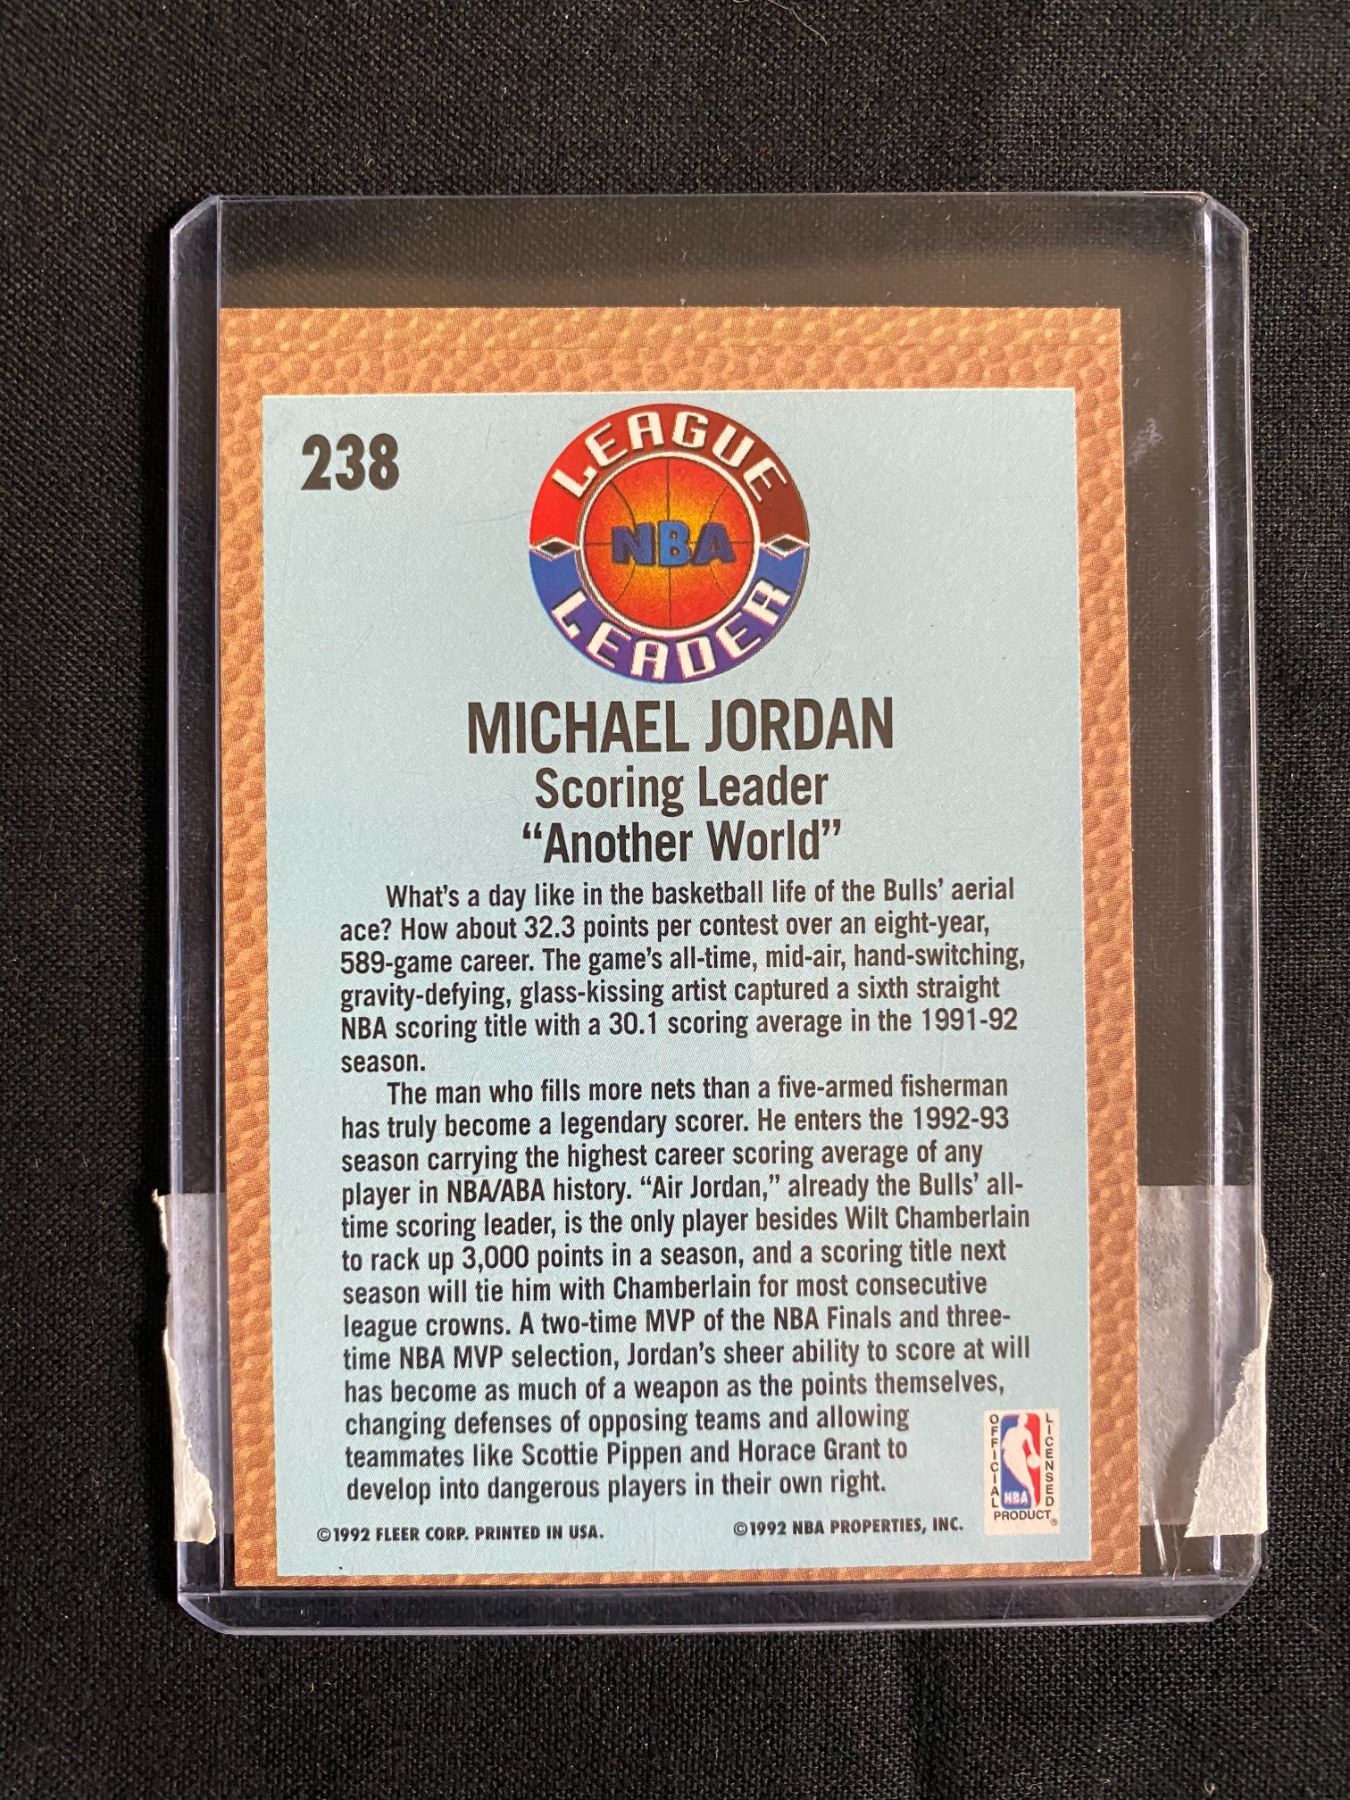 238
LEAGUE
NBA
LEADER
MICHAEL JORDAN
Scoring Leader
“Another World”
What's a day like in the basketball life of the Bulls' aerial
ace? How about 32.3 points per contest over an eight-year,
589-game career. The game's all-time, mid-air, hand-switching,
gravity-defying, glass-kissing artist captured a sixth straight
NBA scoring title with a 30.1 scoring average in the 1991-92
season.
The man who fills more nets than a five-armed fisherman
has truly become a legendary scorer. He enters the 1992-93
season carrying the highest career scoring average of any
player in NBA/ABA history. “Air Jordan,” already the Bulls' all-
time scoring leader, is the only player besides Wilt Chamberlain
to rack up 3,000 points in a season, and a scoring title next
season will tie him with Chamberlain for most consecutive
league crowns. A two-time MVP of the NBA Finals and three-
time NBA MVP selection, Jordan's sheer ability to score at will
has become as much of a weapon as the points themselves,
changing defenses of opposing teams and allowing
teammates like Scottie Pippen and Horace Grant to
develop into dangerous players in their own right.
OFFICIAL
LICENSED
NBA
PRODUCT®
©1992 FLEER CORP. PRINTED IN USA.
©1992 NBA PROPERTIES, INC.